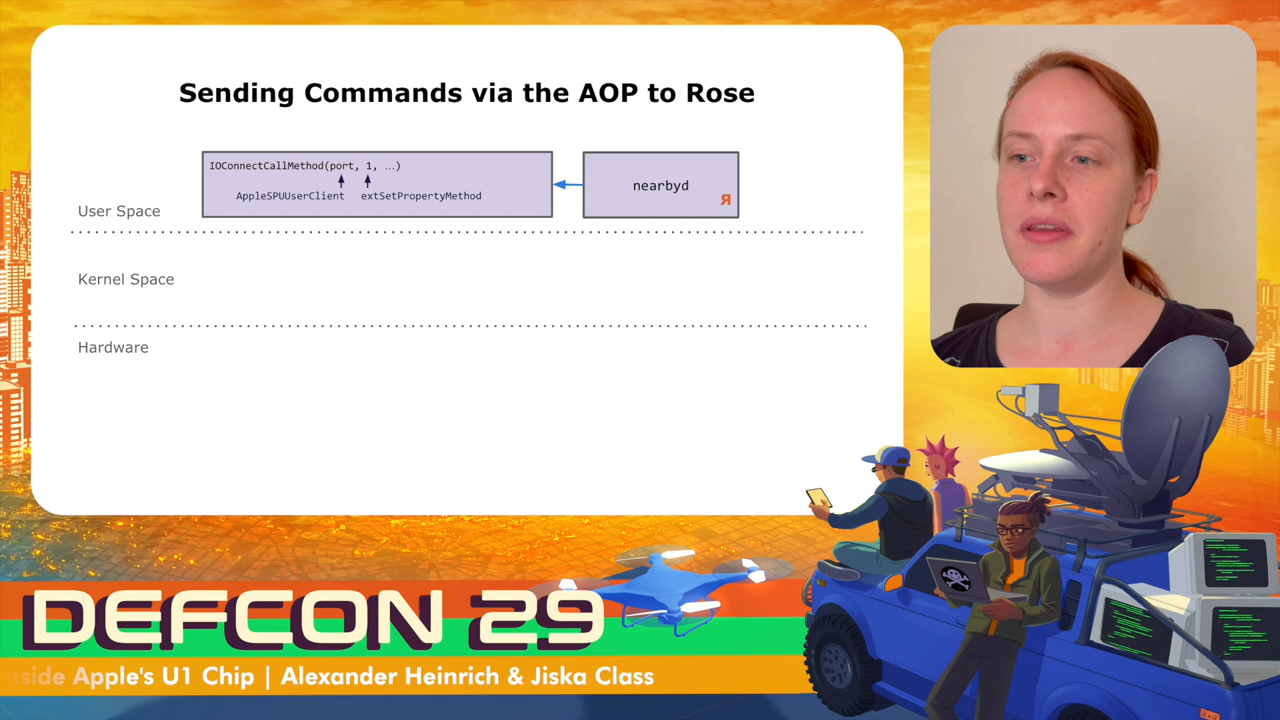 Sending Commands via the AOP to Rose
IOConnectCallMethod(port, 1, …)
AppleSPUUserClient extSetPropertyMethod
nearbyd
Я
User Space
Kernel Space
Hardware
DEFCON 29
nside Apple's U1 Chip | Alexander Heinrich & Jiska Class